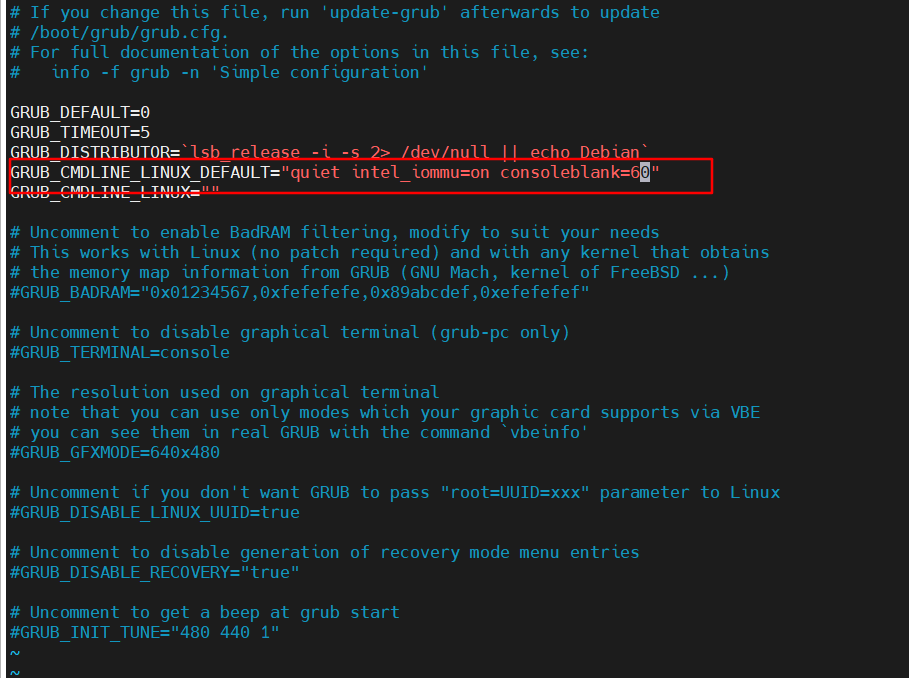 # If you change this file, run 'update-grub' afterwards to update
# /boot/grub/grub.cfg.
# For full documentation of the options in this file, see:
#   info -f grub -n 'Simple configuration'
GRUB_DEFAULT=0
GRUB_TIMEOUT=5
GRUB_DISTRIBUTOR=`lsb_release -i -s 2> /dev/null || echo Debian`
GRUB_CMDLINE_LINUX_DEFAULT="quiet intel_iommu=on consoleblank=60"
GRUB_CMDLINE_LINUX=""
# Uncomment to enable BadRAM filtering, modify to suit your needs
# This works with Linux (no patch required) and with any kernel that obtains
# the memory map information from GRUB (GNU Mach, kernel of FreeBSD ...)
#GRUB_BADRAM="0x01234567,0xfefefefe,0x89abcdef,0xefefefef"
# Uncomment to disable graphical terminal (grub-pc only)
#GRUB_TERMINAL=console
# The resolution used on graphical terminal
# note that you can use only modes which your graphic card supports via VBE
# you can see them in real GRUB with the command `vbeinfo'
#GRUB_GFXMODE=640x480
# Uncomment if you don't want GRUB to pass "root=UUID=xxx" parameter to Linux
#GRUB_DISABLE_LINUX_UUID=true
# Uncomment to disable generation of recovery mode menu entries
#GRUB_DISABLE_RECOVERY="true"
# Uncomment to get a beep at grub start
#GRUB_INIT_TUNE="480 440 1"
~
~